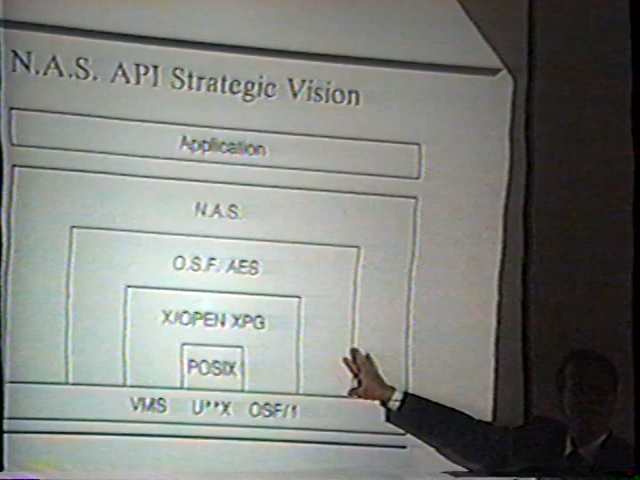 N.A.S. API Strategic Vision
Application
N.A.S.
O.S.F. AES
X/OPEN XPG
POSIX
VMS U**X OSF/1